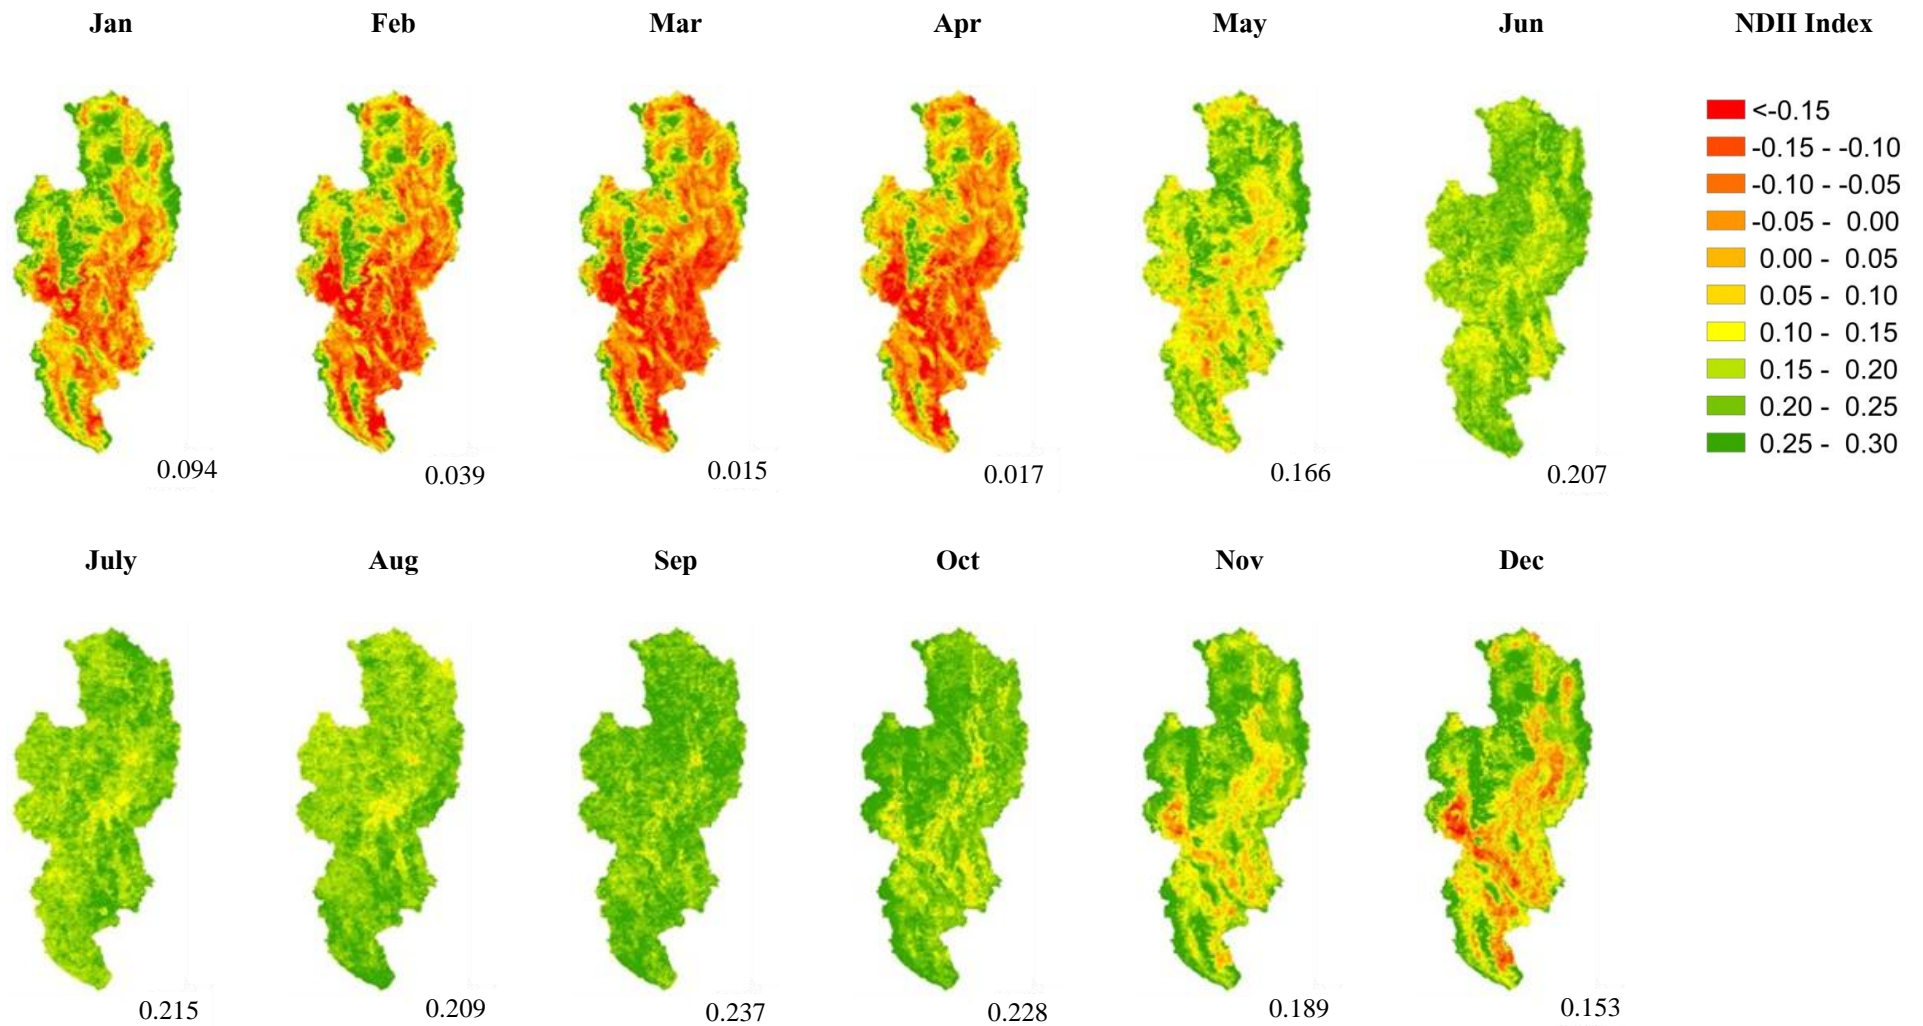 Jan Feb Mar Apr May Jun NDII Index
<-0.15
-0.15 - -0.10
-0.10 - -0.05
-0.05 - 0.00
0.00 - 0.05
0.05 - 0.10
0.10 - 0.15
0.15 - 0.20
0.20 - 0.25
0.25 - 0.30
0.094 0.039 0.015 0.017 0.166 0.207
July Aug Sep Oct Nov Dec
0.215 0.209 0.237 0.228 0.189 0.153